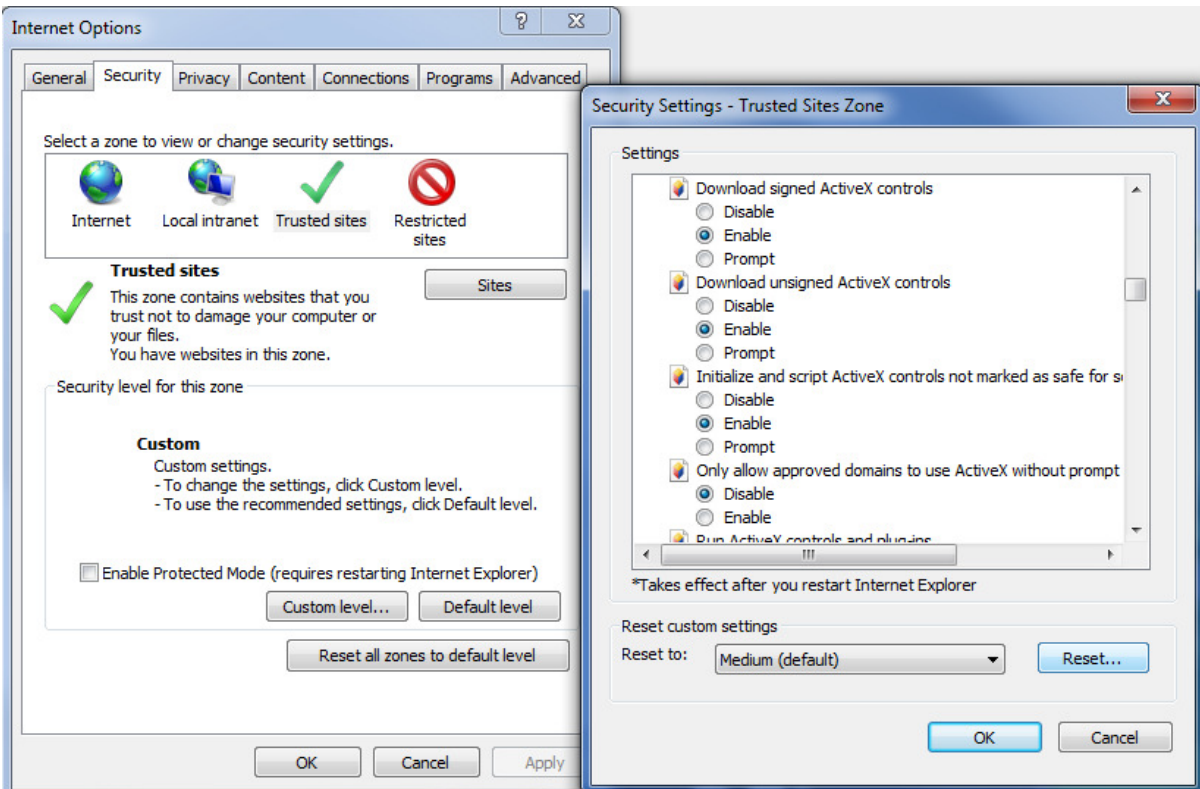 Internet Options
General Security Privacy Content Connections Programs Advanced
Select a zone to view or change security settings.
Internet
Local intranet
Trusted sites
Restricted
sites
Trusted sites
Sites
This zone contains websites that you
trust not to damage your computer or
your files.
You have websites in this zone.
Security level for this zone
Custom
Custom settings.
- To change the settings, click Custom level.
- To use the recommended settings, click Default level.
Enable Protected Mode (requires restarting Internet Explorer)
Custom level... Default level
Reset all zones to default level
OK Cancel Apply
Security Settings - Trusted Sites Zone
Settings
Download signed ActiveX controls
Disable
Enable
Prompt
Download unsigned ActiveX controls
Disable
Enable
Prompt
Initialize and script ActiveX controls not marked as safe for s
Disable
Enable
Prompt
Only allow approved domains to use ActiveX without prompt
Disable
Enable
Run ActiveX controls and plug-ins
*Takes effect after you restart Internet Explorer
Reset custom settings
Reset to: Medium (default) Reset...
OK Cancel